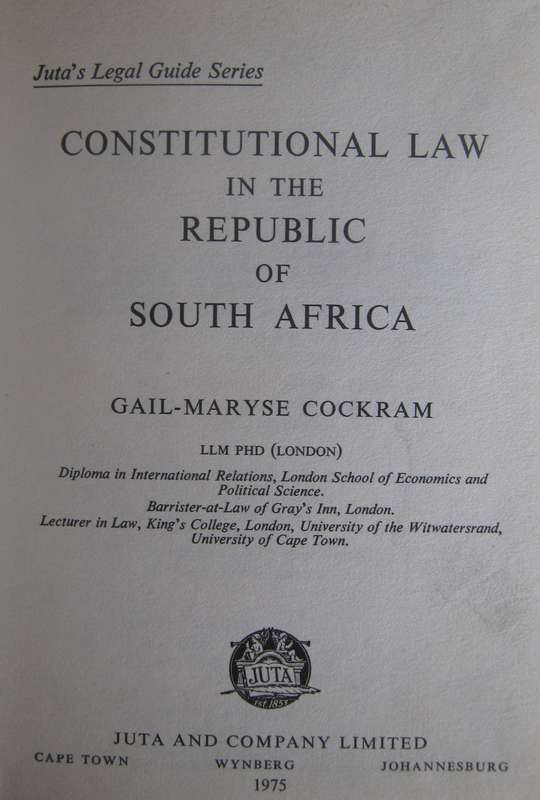 Juta's Legal Guide Series
CONSTITUTIONAL LAW
IN THE
REPUBLIC
OF
SOUTH AFRICA
GAIL-MARYSE COCKRAM
LLM PHD (LONDON)
Diploma in International Relations, London School of Economics and
Political Science.
Barrister-at-Law of Gray's Inn, London.
Lecturer in Law, King's College, London, University of the Witwatersrand,
University of Cape Town.
JUTA
Est. 1853
JUTA AND COMPANY LIMITED
CAPE TOWN WYNBERG JOHANNESBURG
1975